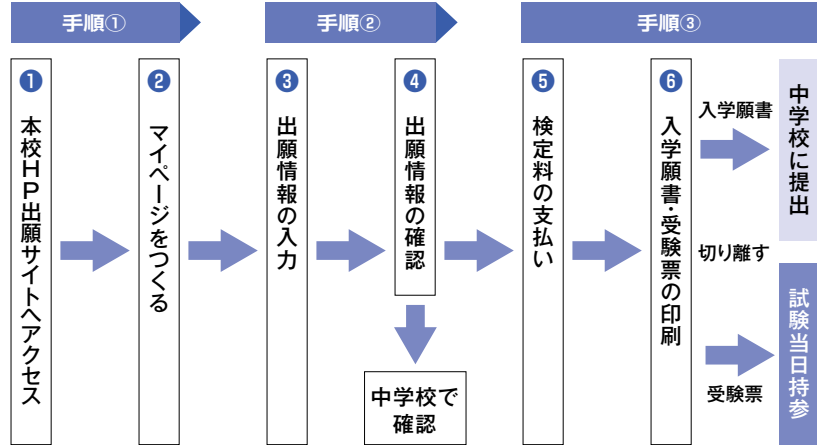 手順①
手順②
手順③
❶
本校HP出願サイトへアクセス
❷
マイページをつくる
❸
出願情報の入力
❹
出願情報の確認
中学校で
確認
❺
検定料の支払い
❻
入学願書・受験票の印刷
入学願書
中学校に提出
切り離す
受験票
試験当日持参